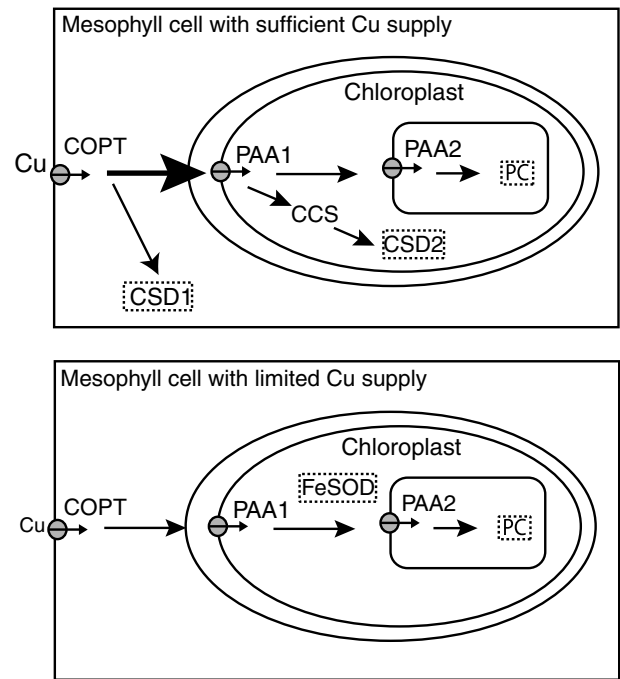 Mesophyll cell with sufficient Cu supply
Chloroplast
COPT
PAA1
PAA2
Cu
PC
CCS
CSD2
CSD1
Mesophyll cell with limited Cu supply
Chloroplast
FeSOD
COPT
PAA1
PAA2
Cu
PC